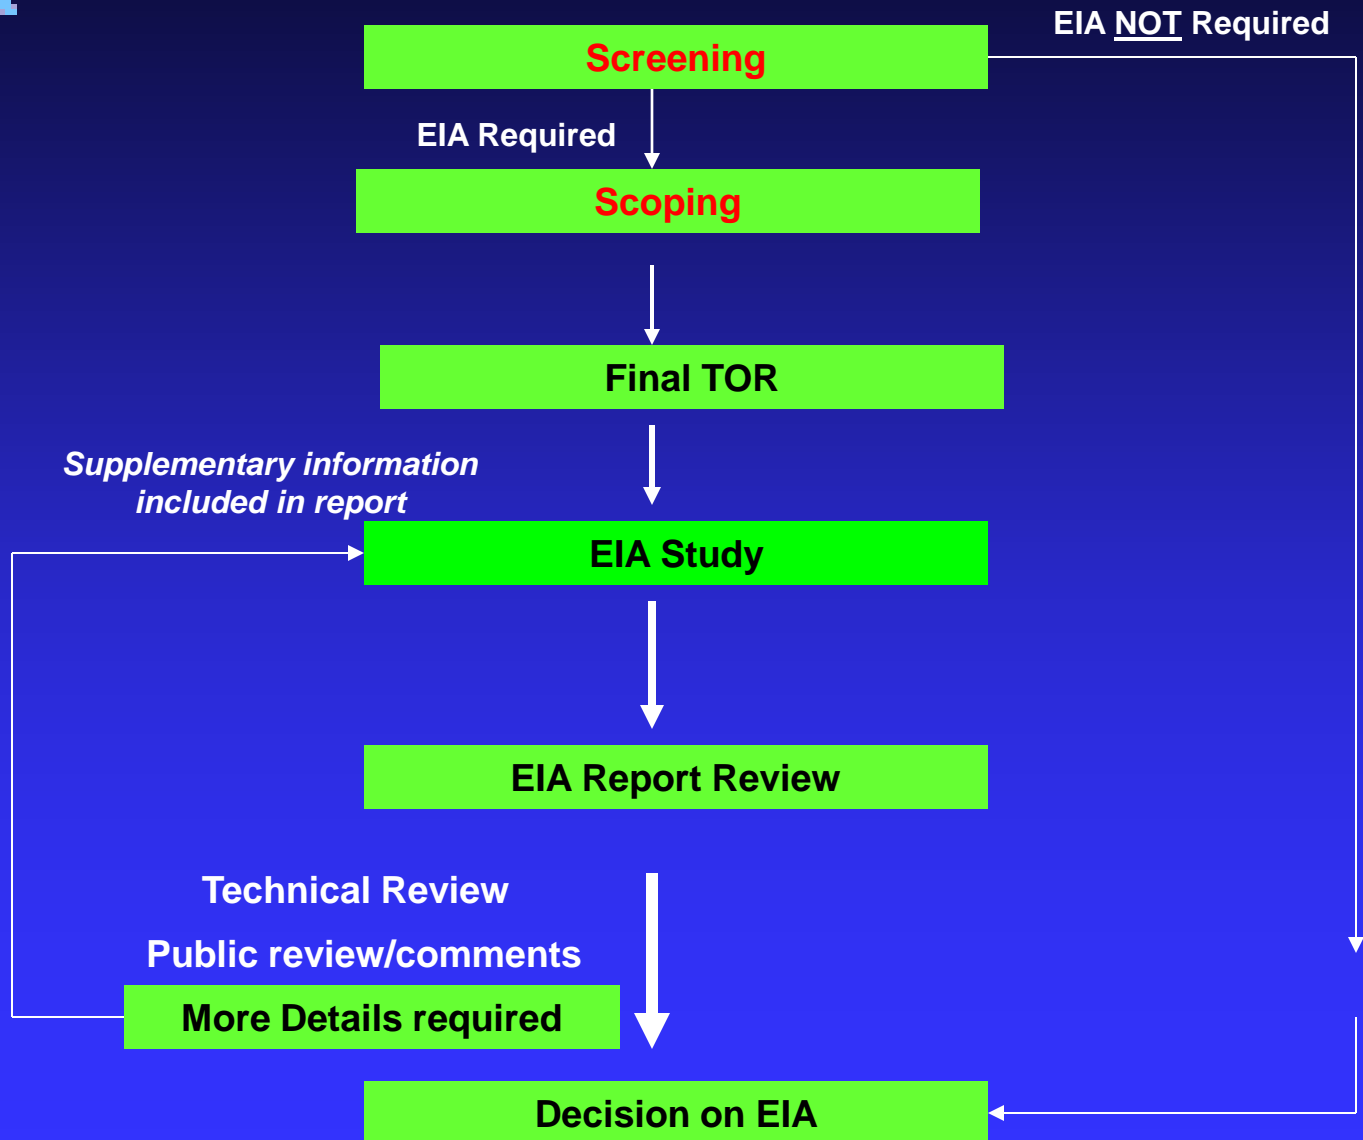 EIA NOT Required
Screening
EIA Required
Scoping
Final TOR
Supplementary information
included in report
EIA Study
EIA Report Review
Technical Review
Public review/comments
More Details required
Decision on EIA